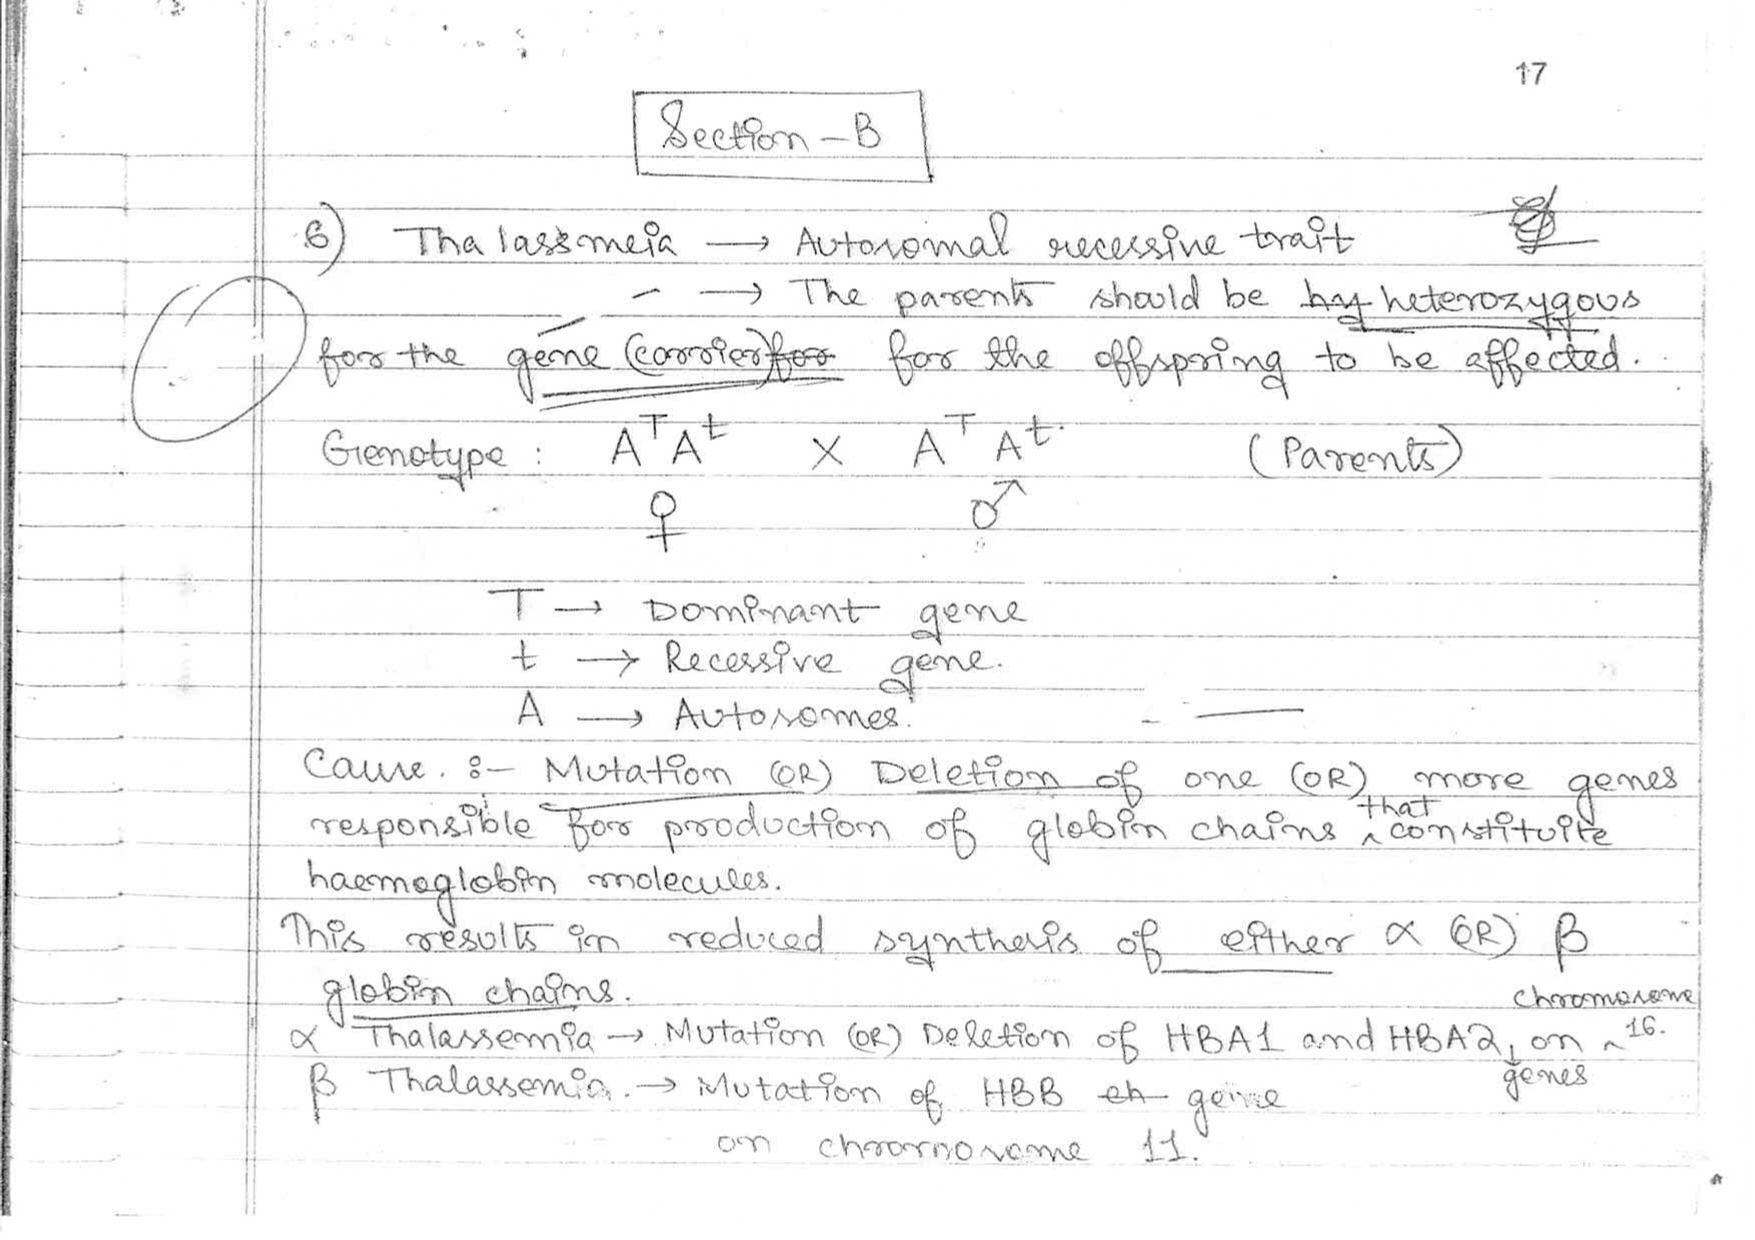 17
Section - B
6) Thalassmeia → Autosomal recessive trait
→ The parents should be hy heterozygous
for the gene (carrier) for for the offspring to be affected.
Genotype : A^T A^t X A^T A^t. (Parents)
♀ ♂
T → Dominant gene
t → Recessive gene.
A → Autosomes.
Cause. :- Mutation (OR) Deletion of one (OR) more genes
responsible for production of globin chains ^that constituite
haemoglobin molecules.
This results in reduced synthesis of either α (OR) β
globin chains.
α Thalassemia → Mutation (OR) Deletion of HBA1 and HBA2, genes on ^chromosome 16.
β Thalassemia. → Mutation of HBB eh gene
on chromosome 11.